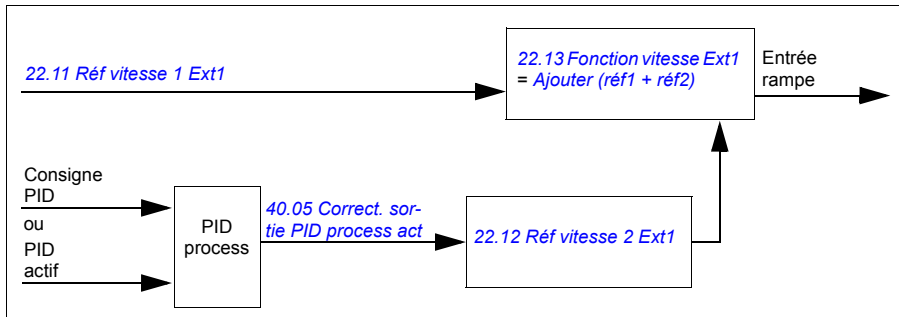 22.11 Réf vitesse 1 Ext1
22.13 Fonction vitesse Ext1
= Ajouter (réf1 + réf2)
Entrée
rampe
Consigne
PID
ou
PID
actif
PID
process
40.05 Correct. sor-
tie PID process act
22.12 Réf vitesse 2 Ext1